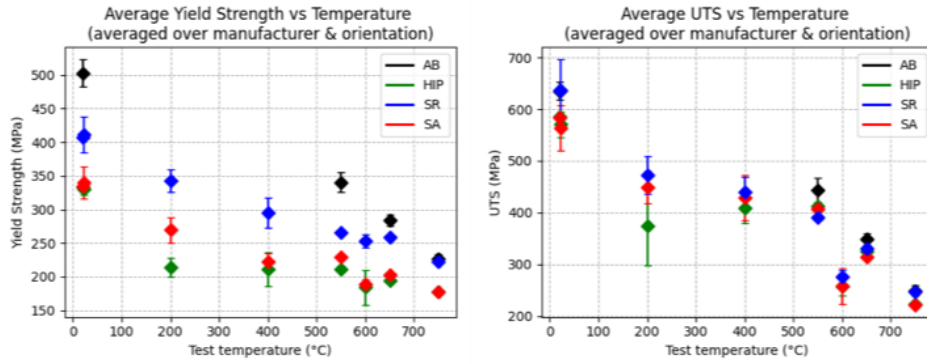 Average Yield Strength vs Temperature
(averaged over manufacturer & orientation)
500
450
400
350
300
250
200
150
Yield Strength (MPa)
AB
HIP
SR
SA
0 100 200 300 400 500 600 700
Test temperature (°C)
Average UTS vs Temperature
(averaged over manufacturer & orientation)
700
600
500
400
300
200
UTS (MPa)
AB
HIP
SR
SA
0 100 200 300 400 500 600 700
Test temperature (°C)